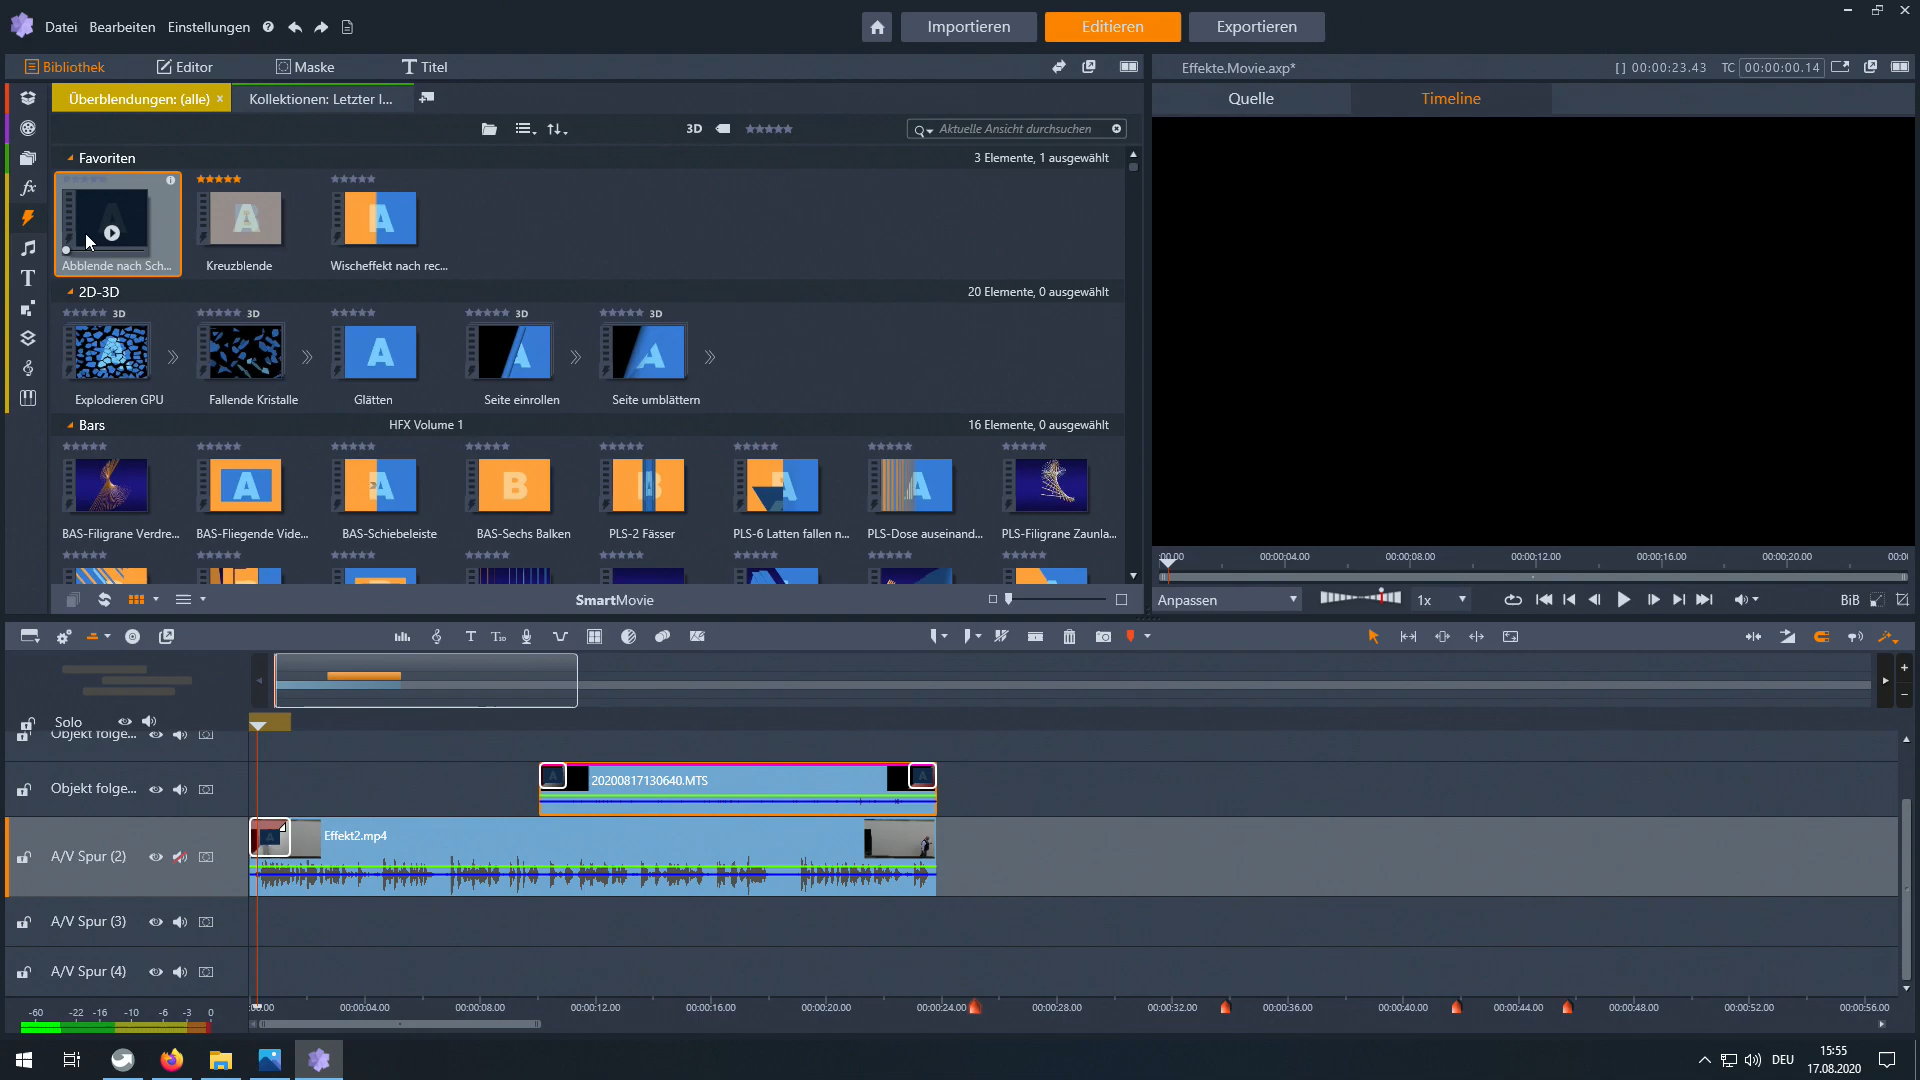 Datei Bearbeiten Einstellungen
Importieren Editieren Exportieren
Bibliothek Editor Maske Titel
Effekte.Movie.axp* [ ] 00:00:23.43 TC 00:00:00.14
Überblendungen: (alle) x Kollektionen: Letzter I...
Quelle Timeline
3D Aktuelle Ansicht durchsuchen
Favoriten 3 Elemente, 1 ausgewählt
Abblende nach Sch... Kreuzblende Wischeffekt nach rec...
2D-3D 20 Elemente, 0 ausgewählt
3D 3D 3D 3D
Explodieren GPU Fallende Kristalle Glätten Seite einrollen Seite umblättern
Bars HFX Volume 1 16 Elemente, 0 ausgewählt
BAS-Filigrane Verdre... BAS-Fliegende Vide... BAS-Schiebeleiste BAS-Sechs Balken PLS-2 Fässer PLS-6 Latten fallen n... PLS-Dose auseinand... PLS-Filigrane Zaunla...
:00.00 00:00:04.00 00:00:08.00 00:00:12.00 00:00:16.00 00:00:20.00 00:0
SmartMovie
Anpassen 1x BiB
Solo
Objekt folge...
Objekt folge... 20200817130640.MTS
A/V Spur (2) Effekt2.mp4
A/V Spur (3)
A/V Spur (4)
:00.00 00:00:04.00 00:00:08.00 00:00:12.00 00:00:16.00 00:00:20.00 00:00:24.00 00:00:28.00 00:00:32.00 00:00:36.00 00:00:40.00 00:00:44.00 00:00:48.00 00:00:52.00 00:00:56.00
-60 -22 -16 -10 -6 -3 0
DEU 15:55
17.08.2020